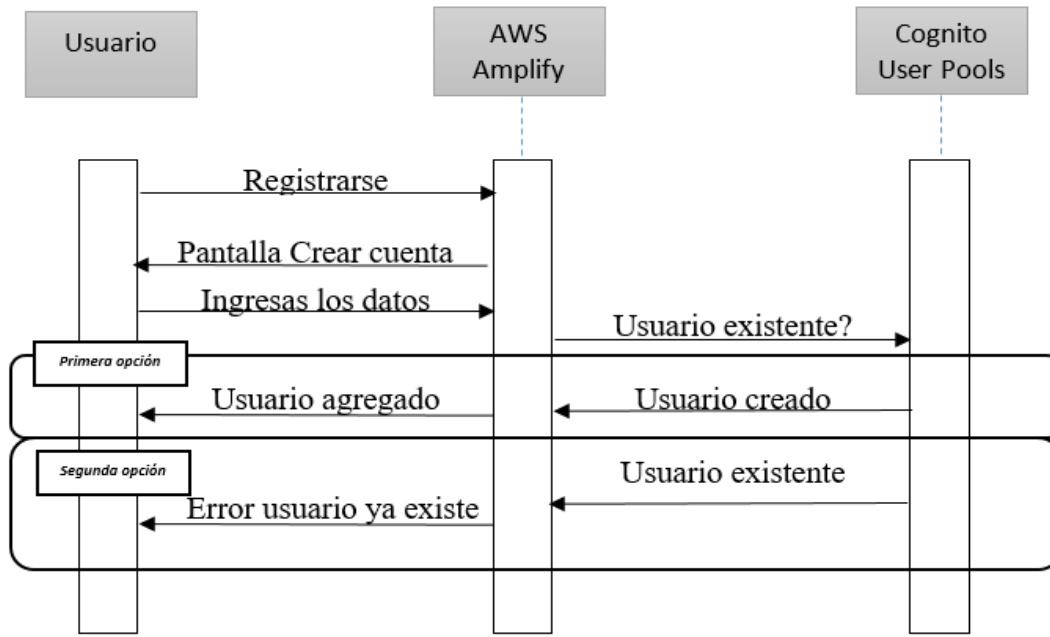 Usuario
AWS
Amplify
Cognito
User Pools
Registrarse
Pantalla Crear cuenta
Ingresas los datos
Usuario existente?
Primera opción
Usuario agregado
Usuario creado
Segunda opción
Usuario existente
Error usuario ya existe